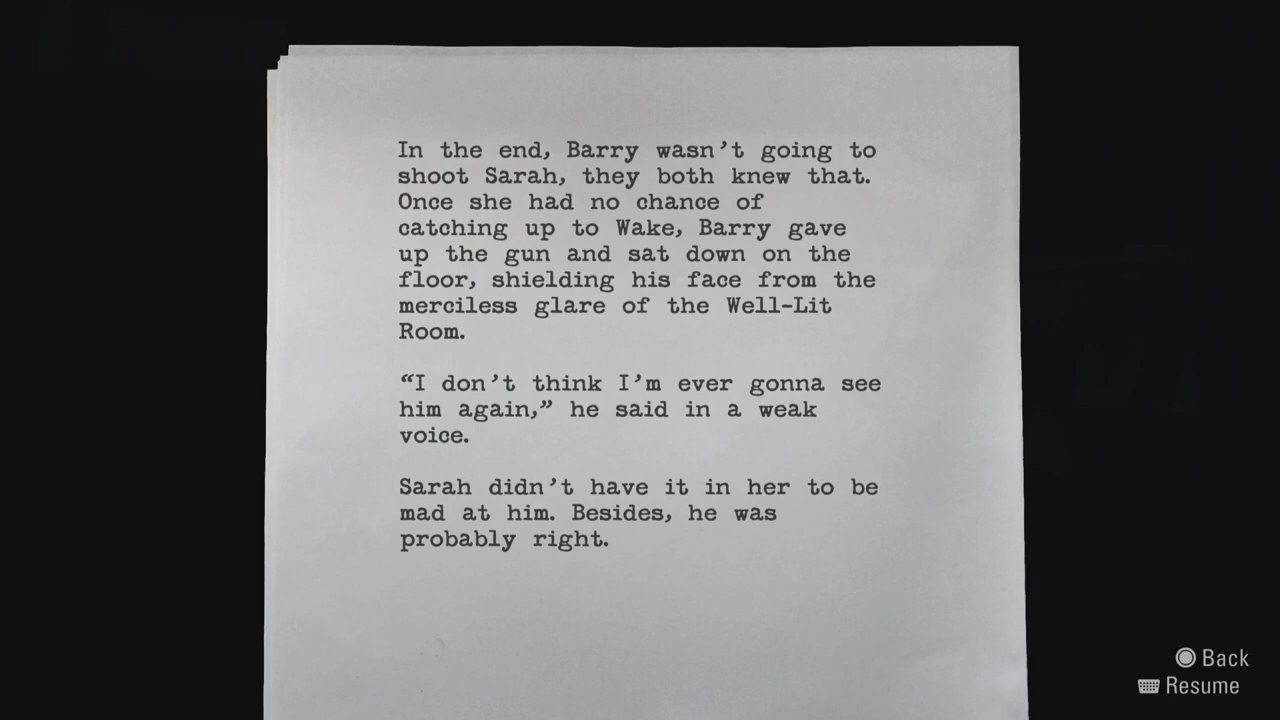 In the end, Barry wasn’t going to
shoot Sarah, they both knew that.
Once she had no chance of
catching up to Wake, Barry gave
up the gun and sat down on the
floor, shielding his face from the
merciless glare of the Well-Lit
Room.
“I don’t think I’m ever gonna see
him again,” he said in a weak
voice.
Sarah didn’t have it in her to be
mad at him. Besides, he was
probably right.
Back
Resume